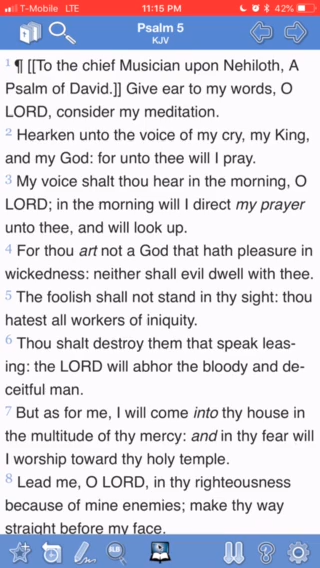 T-Mobile LTE 11:15 PM 42%
Psalm 5
KJV
1 ¶ [[To the chief Musician upon Nehiloth, A
Psalm of David.]] Give ear to my words, O
LORD, consider my meditation.
2 Hearken unto the voice of my cry, my King,
and my God: for unto thee will I pray.
3 My voice shalt thou hear in the morning, O
LORD; in the morning will I direct my prayer
unto thee, and will look up.
4 For thou art not a God that hath pleasure in
wickedness: neither shall evil dwell with thee.
5 The foolish shall not stand in thy sight: thou
hatest all workers of iniquity.
6 Thou shalt destroy them that speak leas-
ing: the LORD will abhor the bloody and de-
ceitful man.
7 But as for me, I will come into thy house in
the multitude of thy mercy: and in thy fear will
I worship toward thy holy temple.
8 Lead me, O LORD, in thy righteousness
because of mine enemies; make thy way
straight before my face.